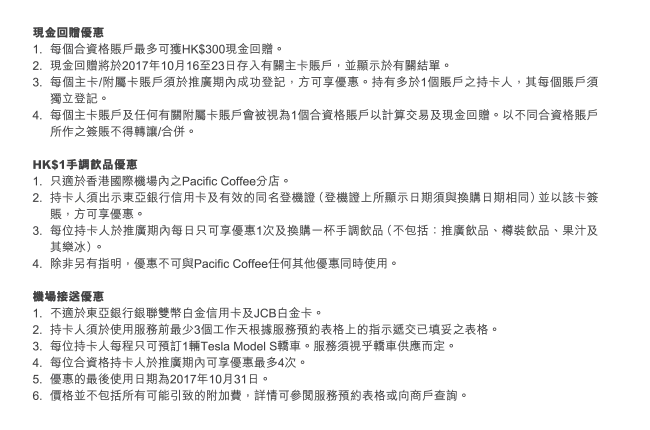 現金回贈優惠
1. 每個合資格賬戶最多可獲HK$300現金回贈。
2. 現金回贈將於2017年10月16至23日存入有關主卡賬戶，並顯示於有關結單。
3. 每個主卡/附屬卡賬戶須於推廣期內成功登記，方可享優惠。持有多於1個賬戶之持卡人，其每個賬戶須
獨立登記。
4. 每個主卡賬戶及任何有關附屬卡賬戶會被視為1個合資格賬戶以計算交易及現金回贈。以不同合資格賬戶
所作之簽賬不得轉讓/合併。
HK$1手調飲品優惠
1. 只適於香港國際機場內之Pacific Coffee分店。
2. 持卡人須出示東亞銀行信用卡及有效的同名登機證（登機證上所顯示日期須與換購日期相同）並以該卡簽
賬，方可享優惠。
3. 每位持卡人於推廣期內每日只可享優惠1次及換購一杯手調飲品（不包括：推廣飲品、樽裝飲品、果汁及
其樂冰）。
4. 除非另有指明，優惠不可與Pacific Coffee任何其他優惠同時使用。
機場接送優惠
1. 不適於東亞銀行銀聯雙幣白金信用卡及JCB白金卡。
2. 持卡人須於使用服務前最少3個工作天根據服務預約表格上的指示遞交已填妥之表格。
3. 每位持卡人每程只可預訂1輛Tesla Model S轎車。服務須視乎轎車供應而定。
4. 每位合資格持卡人於推廣期內可享優惠最多4次。
5. 優惠的最後使用日期為2017年10月31日。
6. 價格並不包括所有可能引致的附加費，詳情可參閱服務預約表格或向商戶查詢。